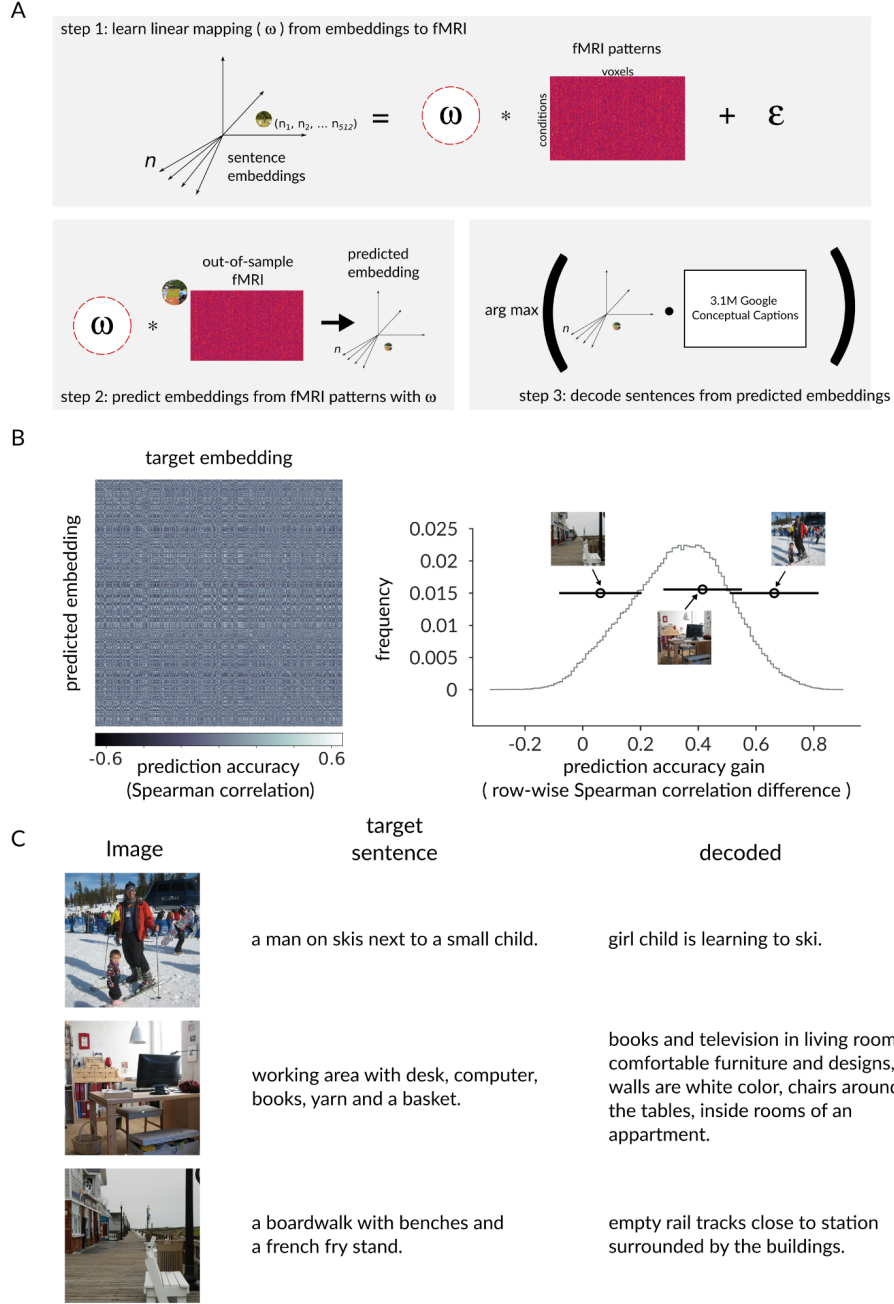 A
step 1: learn linear mapping ( ω ) from embeddings to fMRI
fMRI patterns
voxels
conditions
(n1, n2, ... n512)
=
ω
*
+
ε
n
sentence
embeddings
out-of-sample
fMRI
predicted
embedding
ω
*
n
step 2: predict embeddings from fMRI patterns with ω
arg max
(
n
•
3.1M Google
Conceptual Captions
)
step 3: decode sentences from predicted embeddings
B
target embedding
predicted embedding
-0.6
0.6
prediction accuracy
(Spearman correlation)
frequency
0.025
0.02
0.015
0.01
0.005
0
-0.2 0 0.2 0.4 0.6 0.8
prediction accuracy gain
( row-wise Spearman correlation difference )
C
Image
target
sentence
decoded
a man on skis next to a small child.
girl child is learning to ski.
working area with desk, computer,
books, yarn and a basket.
books and television in living room
comfortable furniture and designs,
walls are white color, chairs around
the tables, inside rooms of an
appartment.
a boardwalk with benches and
a french fry stand.
empty rail tracks close to station
surrounded by the buildings.